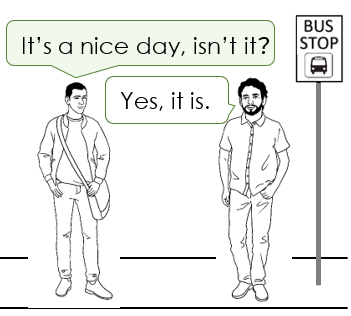 It's a nice day, isn't it?
Yes, it is.
BUS
STOP